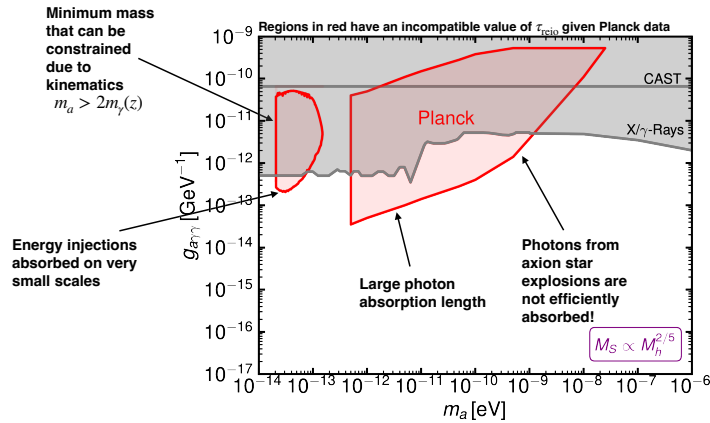 Regions in red have an incompatible value of τ_reio given Planck data
Minimum mass
that can be
constrained
due to
kinematics
m_a > 2m_γ(z)
Energy injections
absorbed on very
small scales
g_{aγγ} [GeV^{−1}]
10^{−9}
10^{−10}
10^{−11}
10^{−12}
10^{−13}
10^{−14}
10^{−15}
10^{−16}
10^{−17}
CAST
Planck
X/γ-Rays
Large photon
absorption length
Photons from
axion star
explosions are
not efficiently
absorbed!
M_S ∝ M_h^{2/5}
10^{−14} 10^{−13} 10^{−12} 10^{−11} 10^{−10} 10^{−9} 10^{−8} 10^{−7} 10^{−6}
m_a [eV]